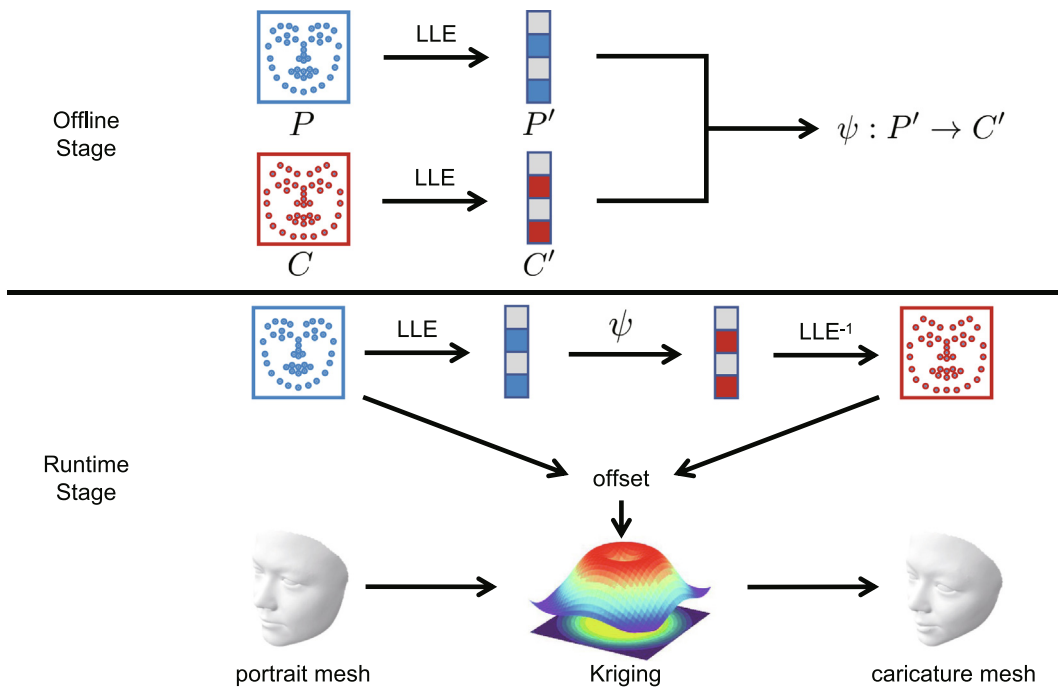 LLE
P
P′
Offline
Stage
ψ : P′ → C′
LLE
C
C′
LLE
ψ
LLE-1
Runtime
Stage
offset
portrait mesh
Kriging
caricature mesh